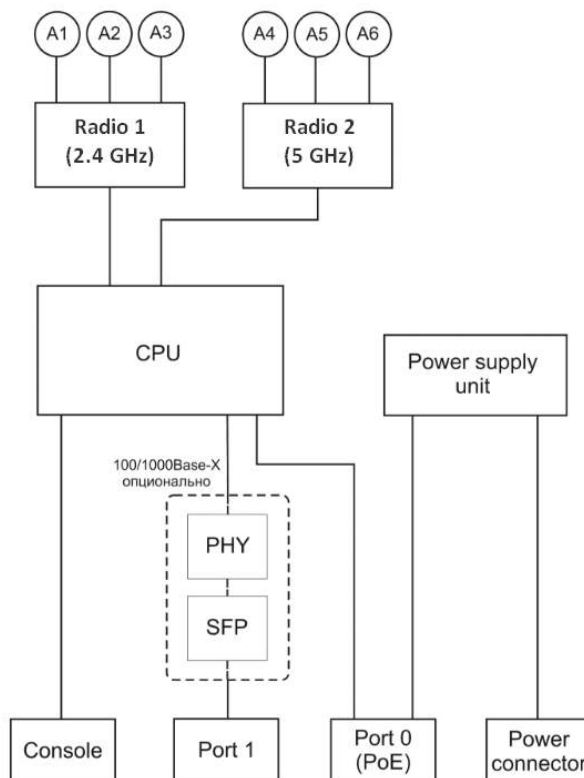 A1 A2 A3 A4 A5 A6
Radio 1
(2.4 GHz)
Radio 2
(5 GHz)
CPU
Power supply
unit
100/1000Base-X
опционально
PHY
SFP
Console
Port 1
Port 0
(PoE)
Power
connector